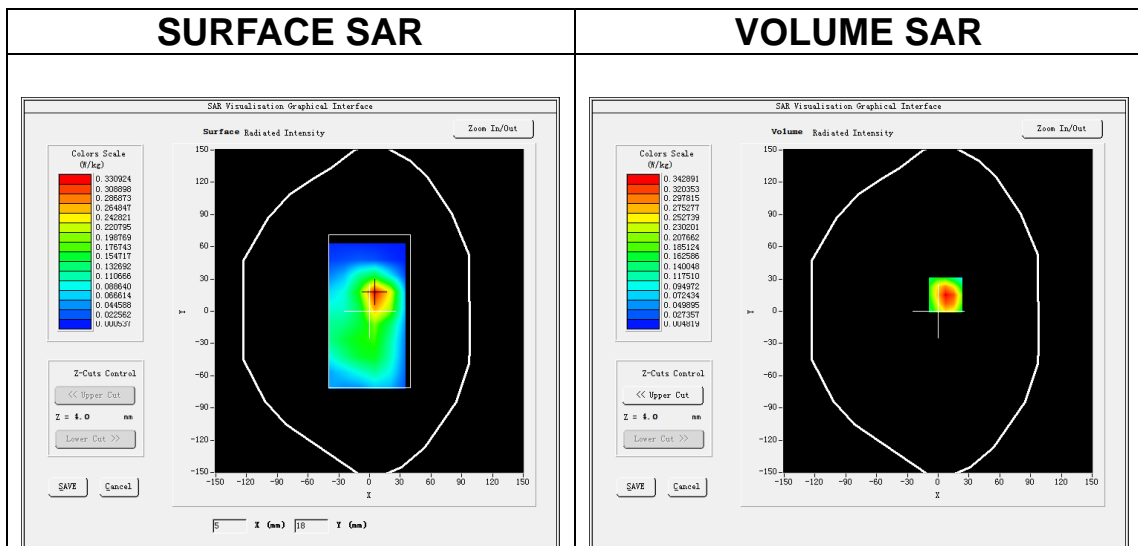 SURFACE SAR
VOLUME SAR
SAR Visualisation Graphical Interface
Surface Radiated Intensity
Zoom In/Out
Colors Scale
(W/kg)
0.330924
0.308898
0.286873
0.264847
0.242821
0.220795
0.198769
0.176743
0.154717
0.132692
0.110666
0.088640
0.066614
0.044588
0.022562
0.000537
150
120
90
60
30
0
-30
-60
-90
-120
-150
Y
-150 -120 -90 -60 -30 0 30 60 90 120 150
X
Z-Cuts Control
<< Upper Cut
Z = 4.0 mm
Lower Cut >>
SAVE Cancel
5 X (mm) 18 Y (mm)
SAR Visualisation Graphical Interface
Volume Radiated Intensity
Zoom In/Out
Colors Scale
(W/kg)
0.342891
0.320353
0.297815
0.275277
0.252739
0.230201
0.207662
0.185124
0.162586
0.140048
0.117510
0.094972
0.072434
0.049895
0.027357
0.004819
150
120
90
60
30
0
-30
-60
-90
-120
-150
Y
-150 -120 -90 -60 -30 0 30 60 90 120 150
X
Z-Cuts Control
<< Upper Cut
Z = 4.0 mm
Lower Cut >>
SAVE Cancel